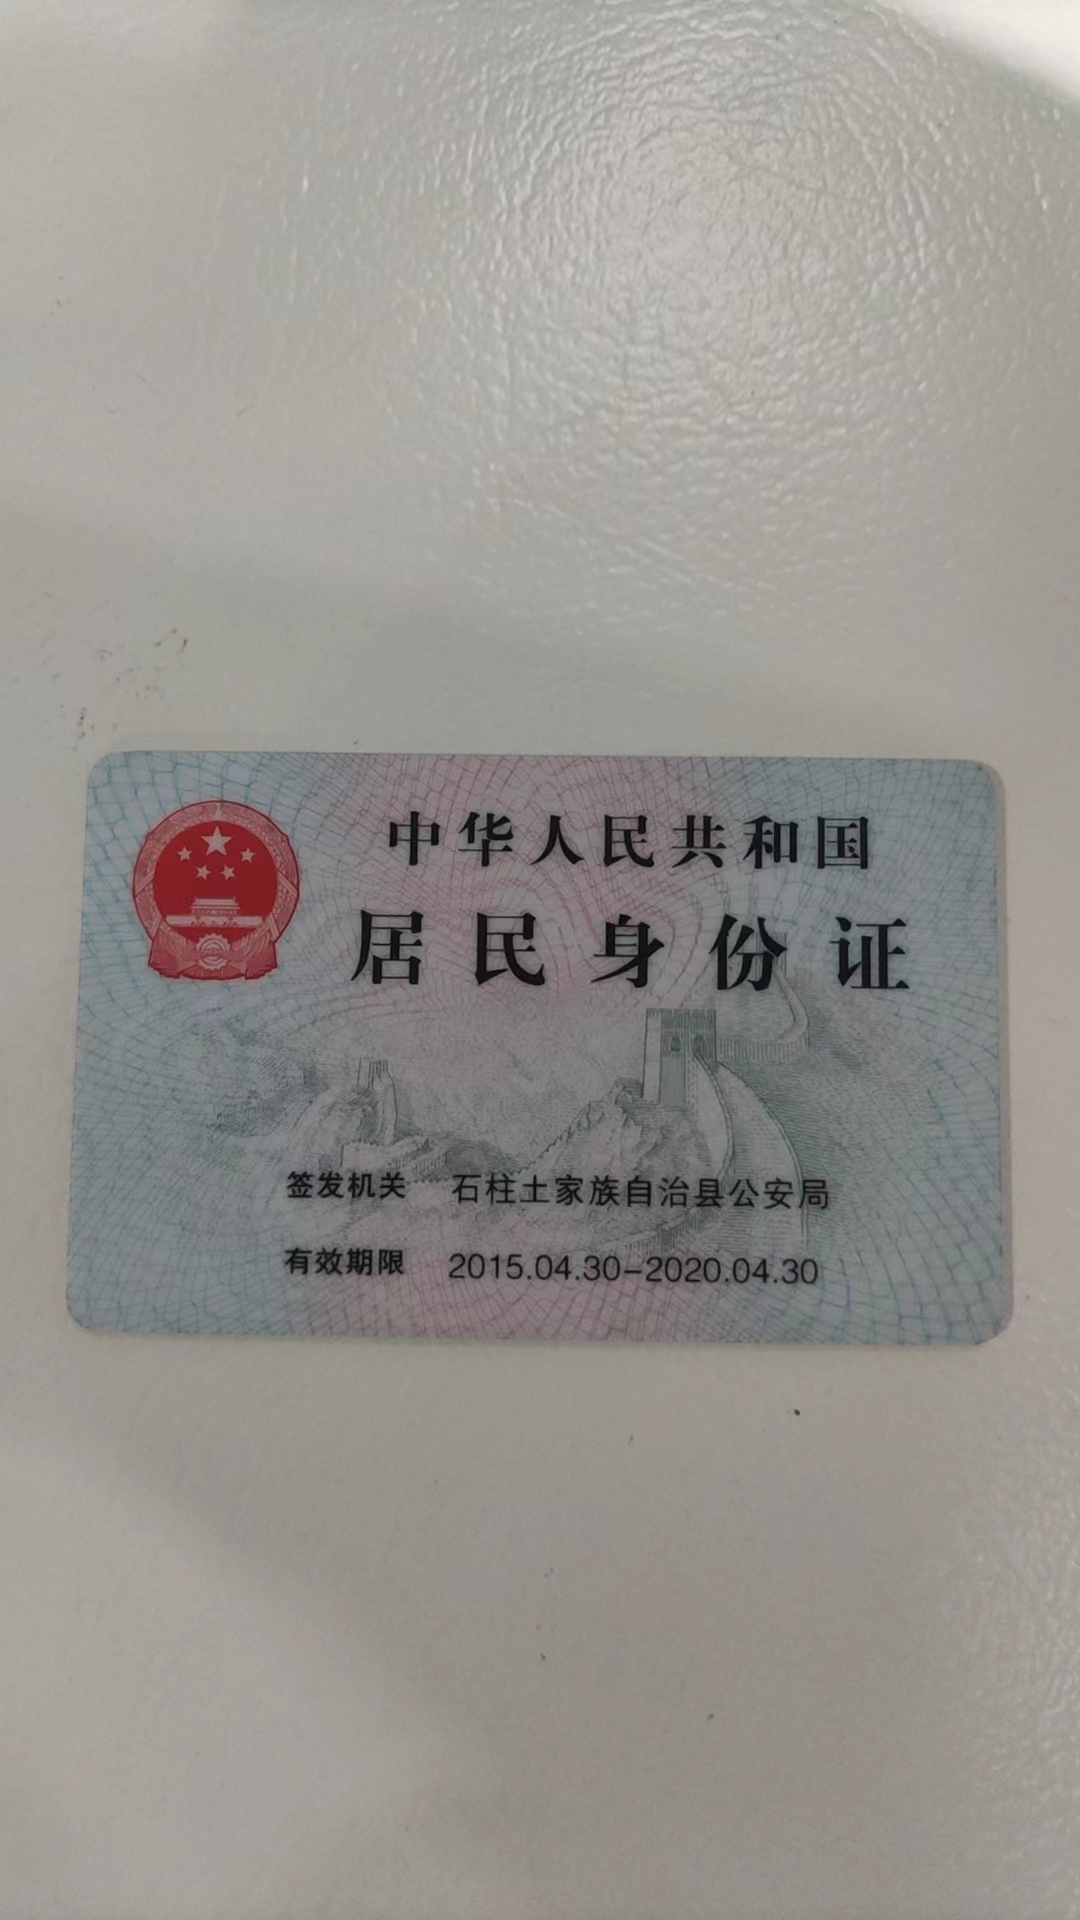 中华人民共和国
居民身份证
签发机关 石柱土家族自治县公安局
有效期限 2015.04.30-2020.04.30